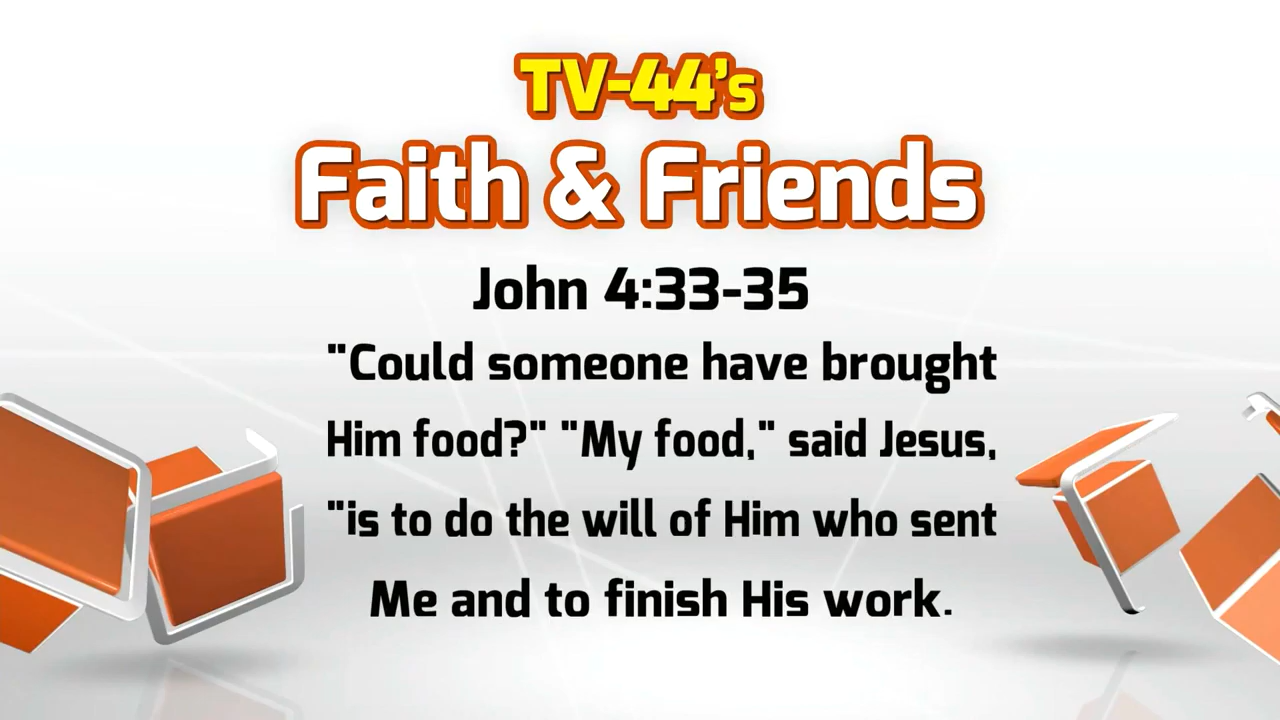 TV-44's
Faith & Friends
John 4:33-35
"Could someone have brought
Him food?" "My food," said Jesus,
"is to do the will of Him who sent
Me and to finish His work.